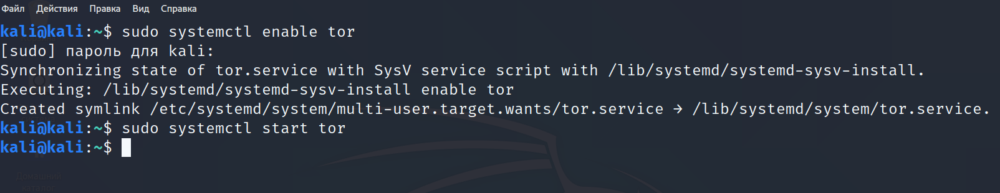 Файл Действия Правка Вид Справка
kali@kali:~$ sudo systemctl enable tor
[sudo] пароль для kali:
Synchronizing state of tor.service with SysV service script with /lib/systemd/systemd-sysv-install.
Executing: /lib/systemd/systemd-sysv-install enable tor
Created symlink /etc/systemd/system/multi-user.target.wants/tor.service → /lib/systemd/system/tor.service.
kali@kali:~$ sudo systemctl start tor
kali@kali:~$
Домашний
каталог